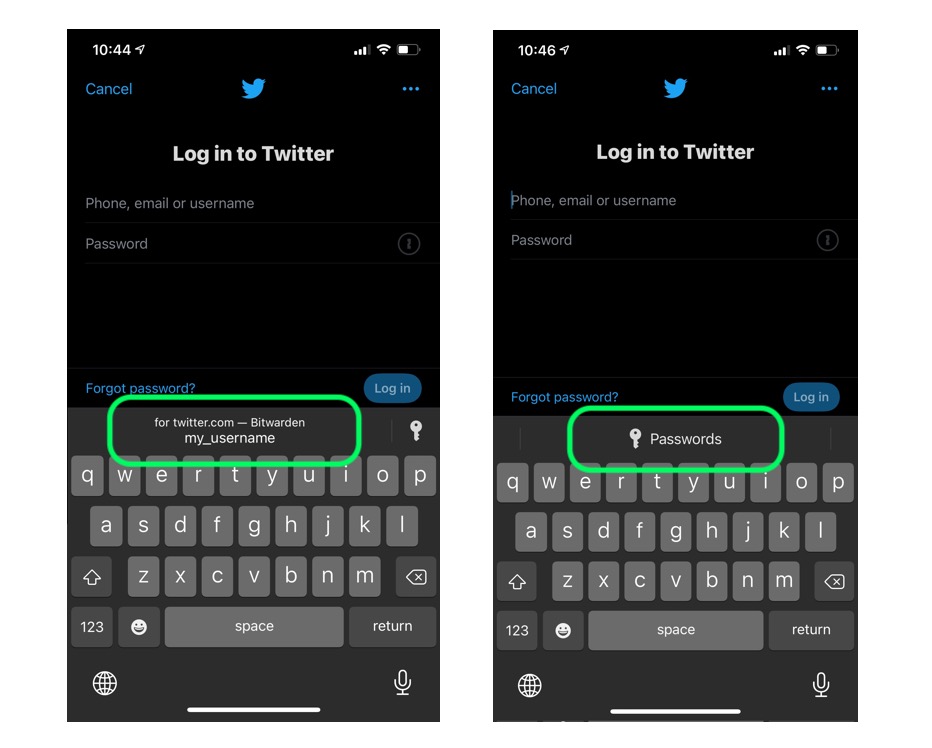 10:44
Cancel
Log in to Twitter
Phone, email or username
Password
Forgot password?
Log in
for twitter.com — Bitwarden
my_username
q w e r t y u i o p
a s d f g h j k l
z x c v b n m
123
space
return
10:46
Cancel
Log in to Twitter
Phone, email or username
Password
Forgot password?
Log in
Passwords
q w e r t y u i o p
a s d f g h j k l
z x c v b n m
123
space
return